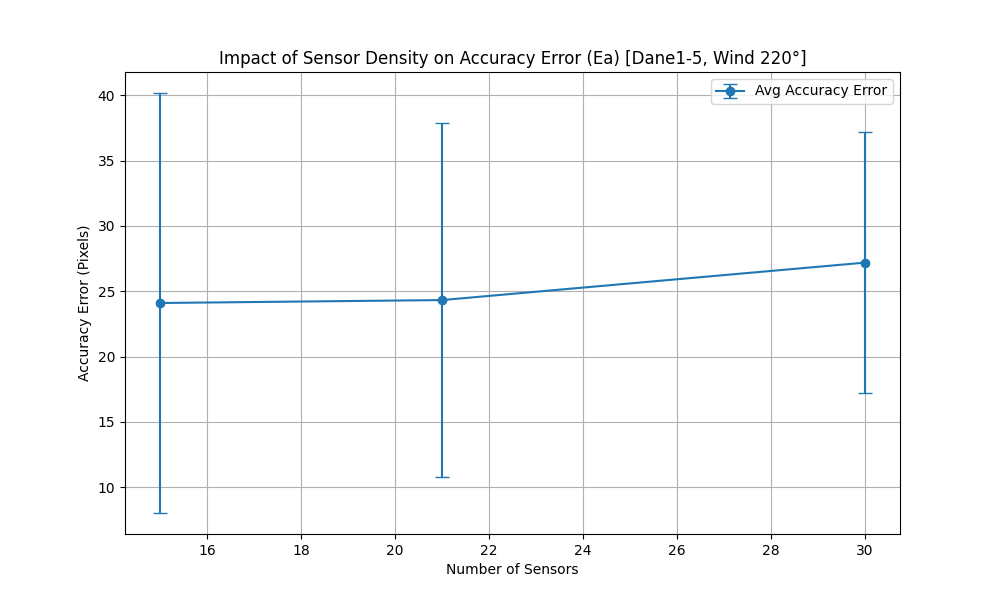 Impact of Sensor Density on Accuracy Error (Ea) [Dane1-5, Wind 220°]
Avg Accuracy Error
Accuracy Error (Pixels)
40
35
30
25
20
15
10
16 18 20 22 24 26 28 30
Number of Sensors